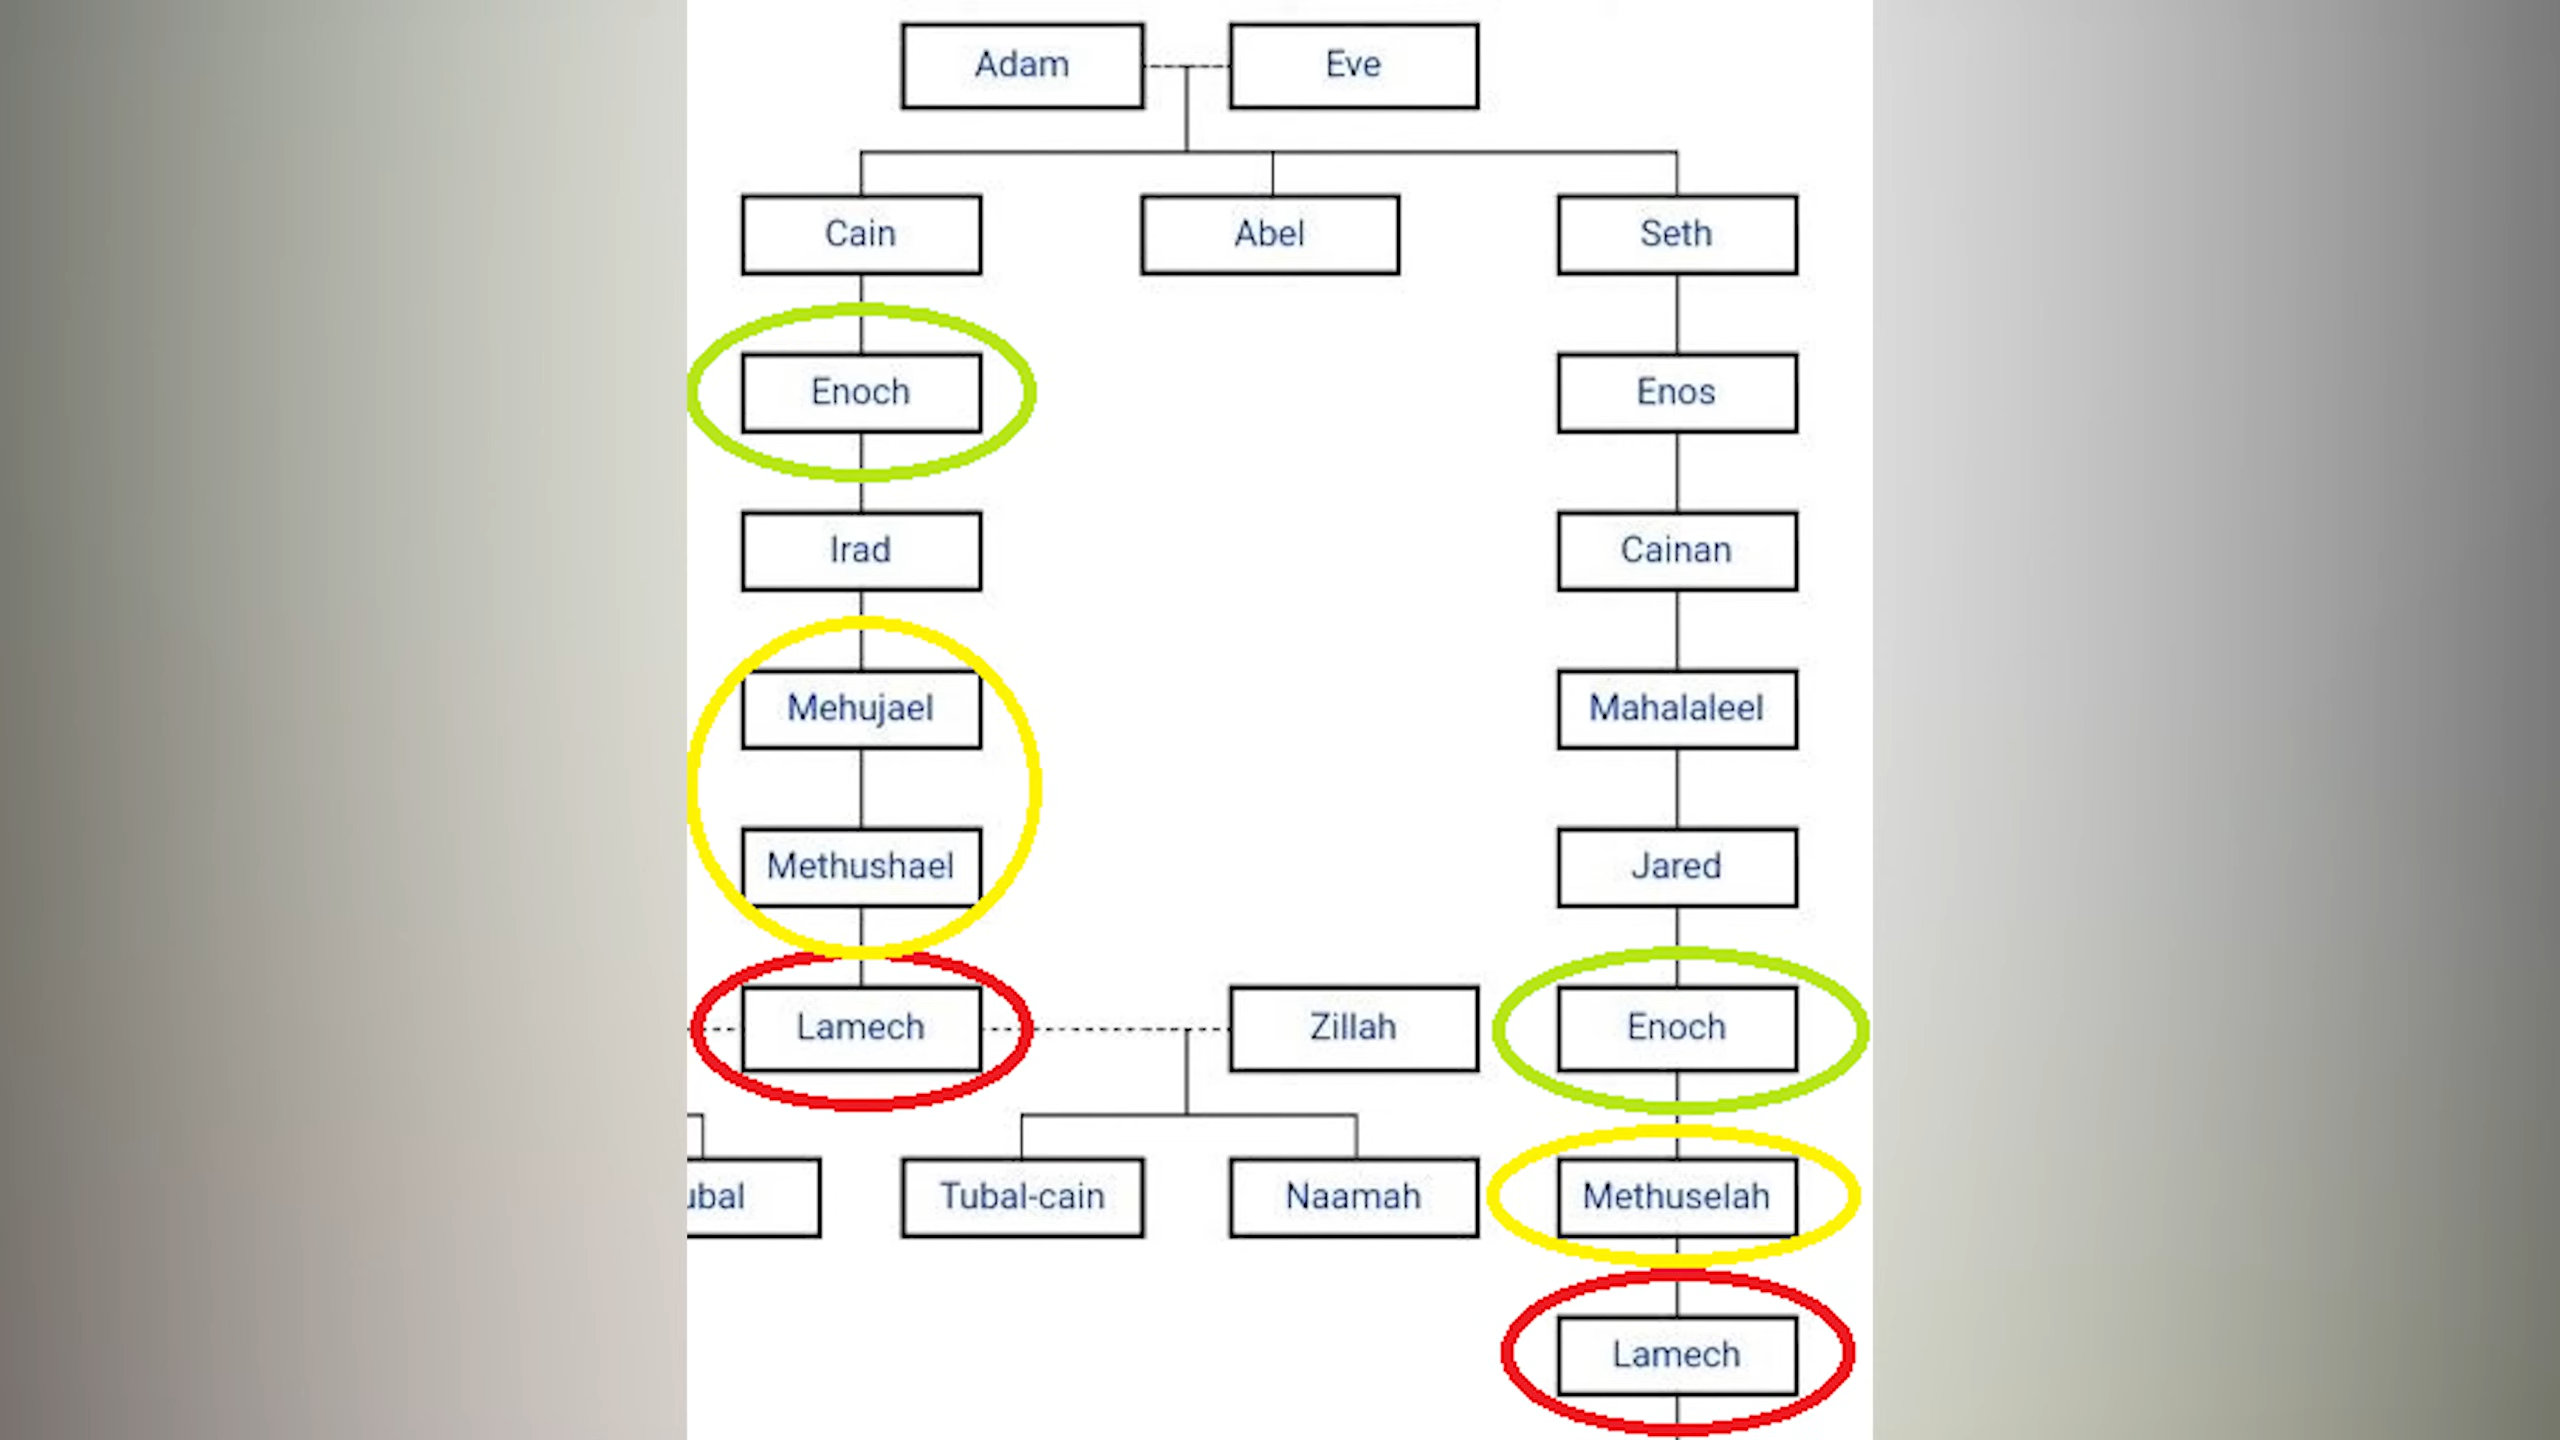 Adam
Eve
Cain
Abel
Seth
Enoch
Enos
Irad
Cainan
Mehujael
Mahalaleel
Methushael
Jared
Lamech
Zillah
Enoch
ubal
Tubal-cain
Naamah
Methuselah
Lamech